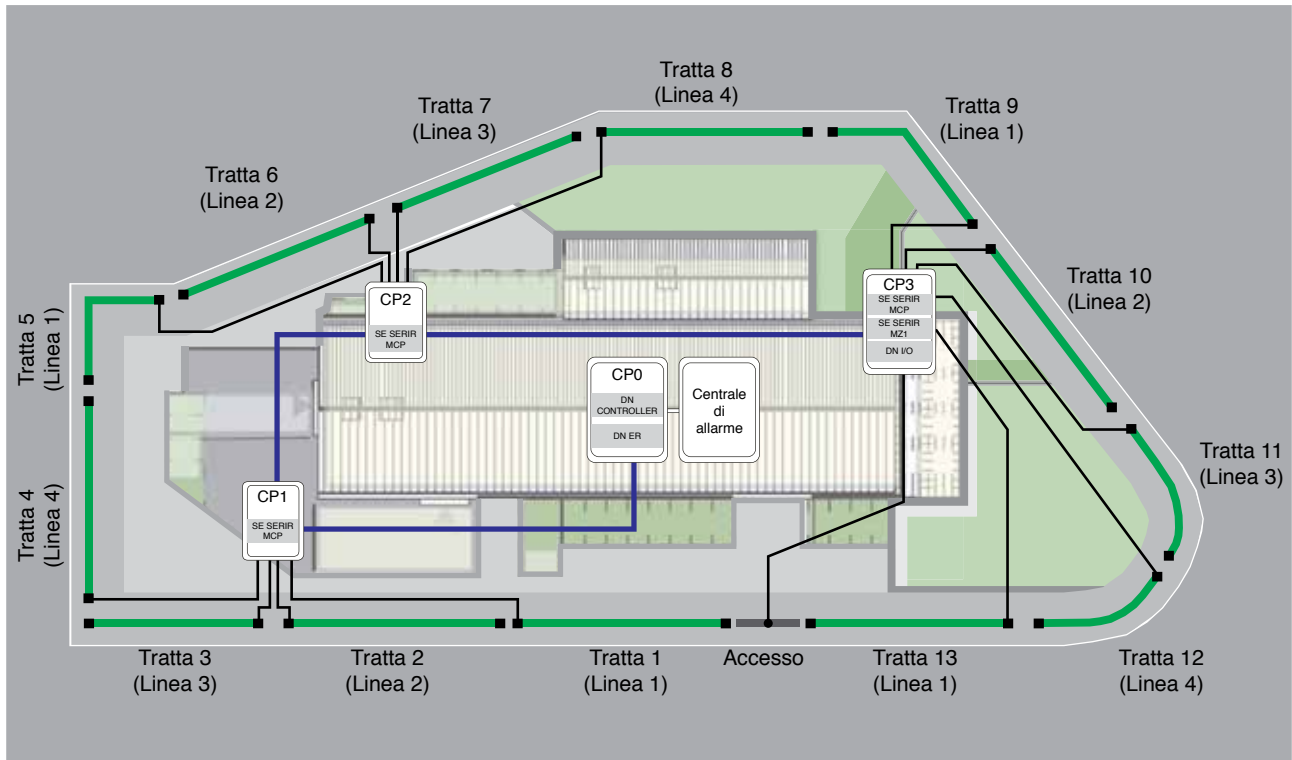 Tratta 8
(Linea 4)
Tratta 7
(Linea 3)
Tratta 9
(Linea 1)
Tratta 6
(Linea 2)
Tratta 10
(Linea 2)
Tratta 5
(Linea 1)
CP2
SE SERIR
MCP
CP3
SE SERIR
MCP
SE SERIR
MZ1
DN I/O
CP0
DN
CONTROLLER
DN ER
Centrale
di
allarme
Tratta 11
(Linea 3)
Tratta 4
(Linea 4)
CP1
SE SERIR
MCP
Tratta 3
(Linea 3)
Tratta 2
(Linea 2)
Tratta 1
(Linea 1)
Accesso
Tratta 13
(Linea 1)
Tratta 12
(Linea 4)